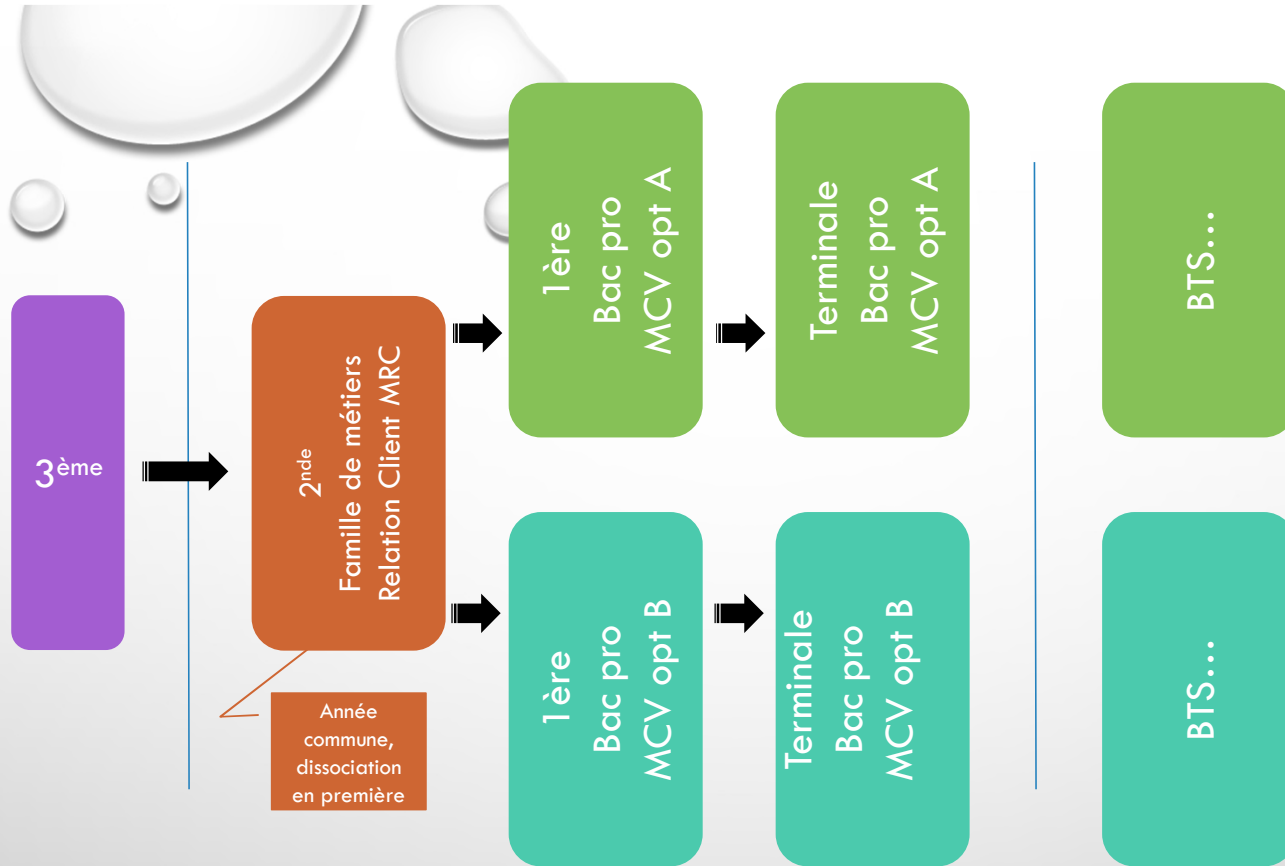 3ème
2nde
Famille de métiers
Relation Client MRC
Année
commune,
dissociation
en première
1ère
Bac pro
MCV opt A
Terminale
Bac pro
MCV opt A
BTS...
1ère
Bac pro
MCV opt B
Terminale
Bac pro
MCV opt B
BTS...